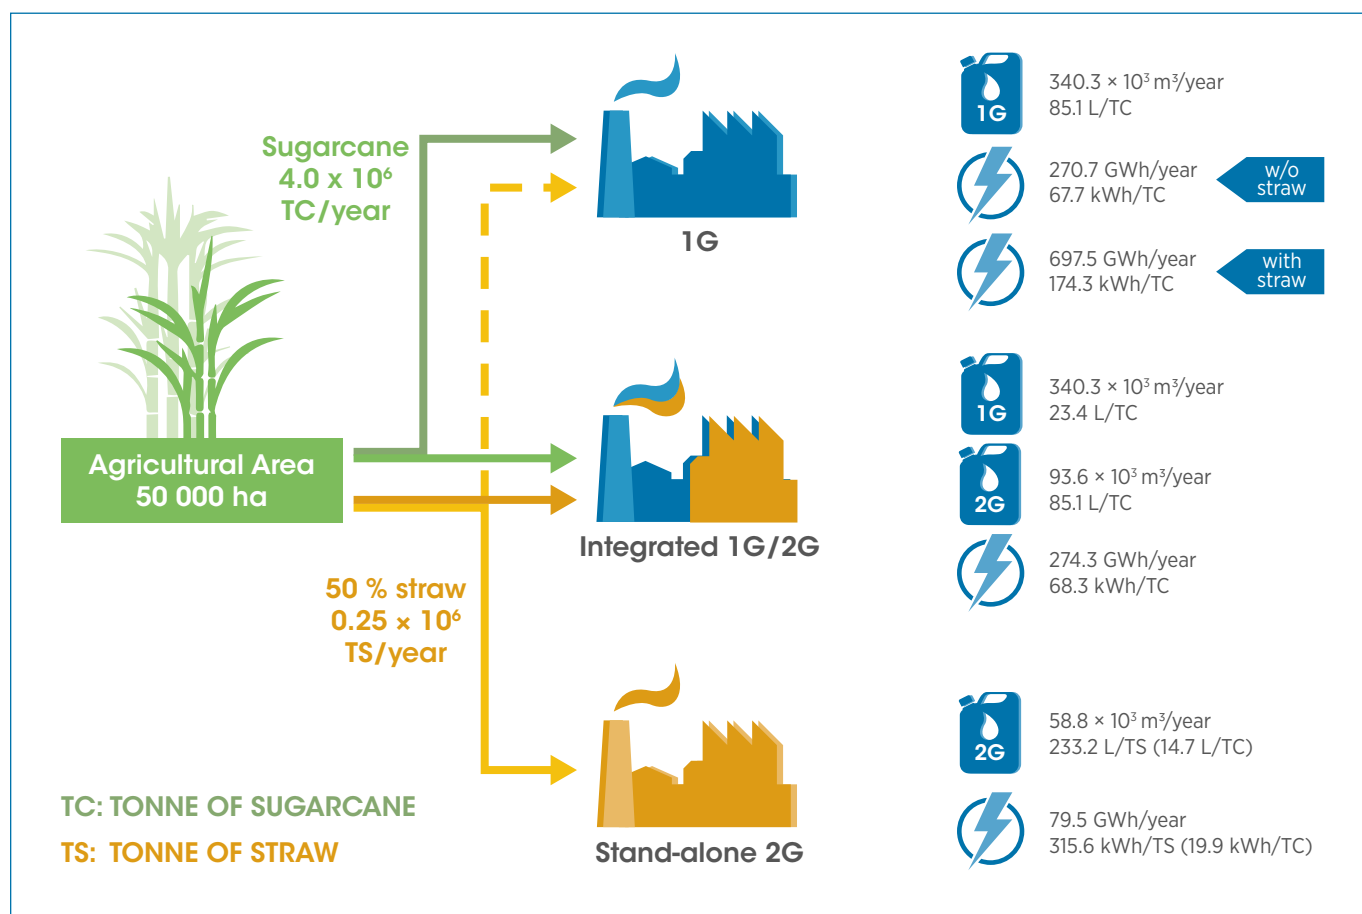 Sugarcane
4.0 x 10⁶
TC/year
Agricultural Area
50 000 ha
50 % straw
0.25 × 10⁶
TS/year
TC: TONNE OF SUGARCANE
TS: TONNE OF STRAW
1G
1G
340.3 × 10³ m³/year
85.1 L/TC
270.7 GWh/year
67.7 kWh/TC
w/o
straw
697.5 GWh/year
174.3 kWh/TC
with
straw
Integrated 1G/2G
1G
340.3 × 10³ m³/year
23.4 L/TC
2G
93.6 × 10³ m³/year
85.1 L/TC
274.3 GWh/year
68.3 kWh/TC
Stand-alone 2G
2G
58.8 × 10³ m³/year
233.2 L/TS (14.7 L/TC)
79.5 GWh/year
315.6 kWh/TS (19.9 kWh/TC)